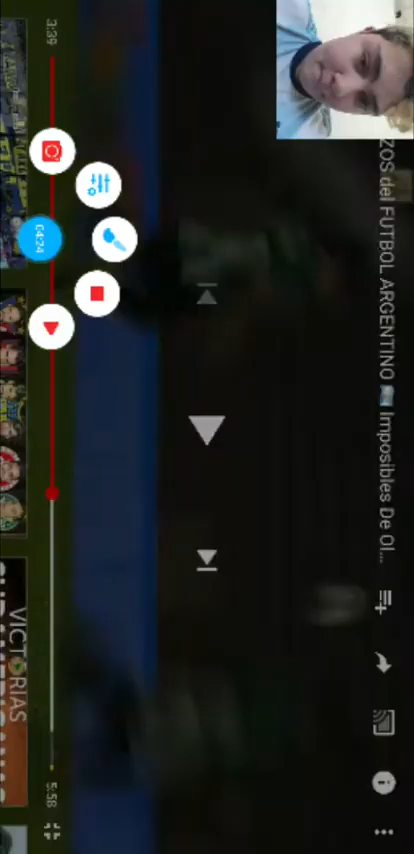 ZOS del FUTBOL ARGENTINO 🇦🇷 Imposibles De Ol...
3:39
04:24
5:58
VICTORIAS